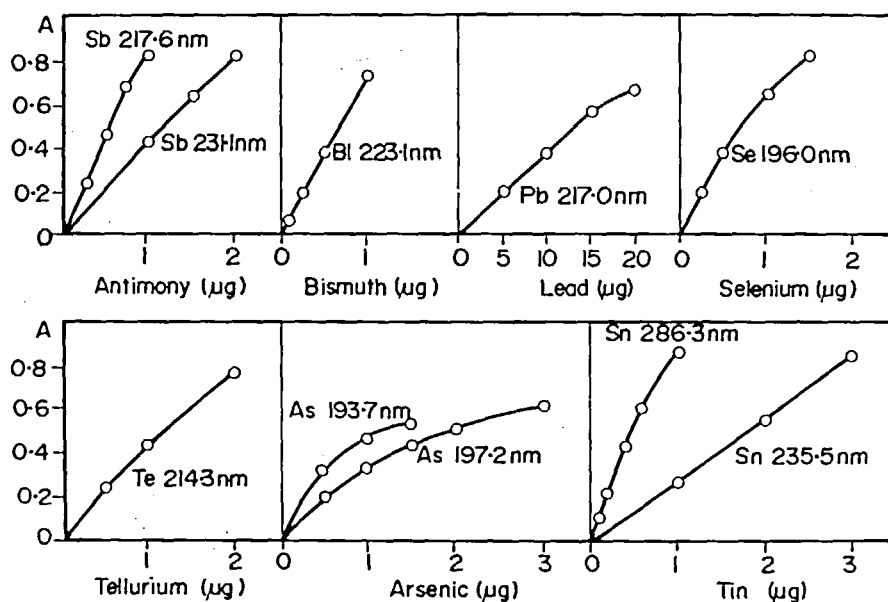 A
Sb 217·6nm
0·8
0·6
0·4
0·2
0
Sb 231·1nm
1 2
Antimony (µg)
BI 223·1nm
0 1
Bismuth (µg)
Pb 217·0nm
0 5 10 15 20
Lead (µg)
Se 196·0nm
0 1 2
Selenium (µg)
A
0·8
0·6
0·4
0·2
0
Te 214·3nm
1 2
Tellurium (µg)
As 193·7nm
As 197·2nm
0 1 2 3
Arsenic (µg)
Sn 286·3nm
Sn 235·5nm
0 1 2 3
Tin (µg)